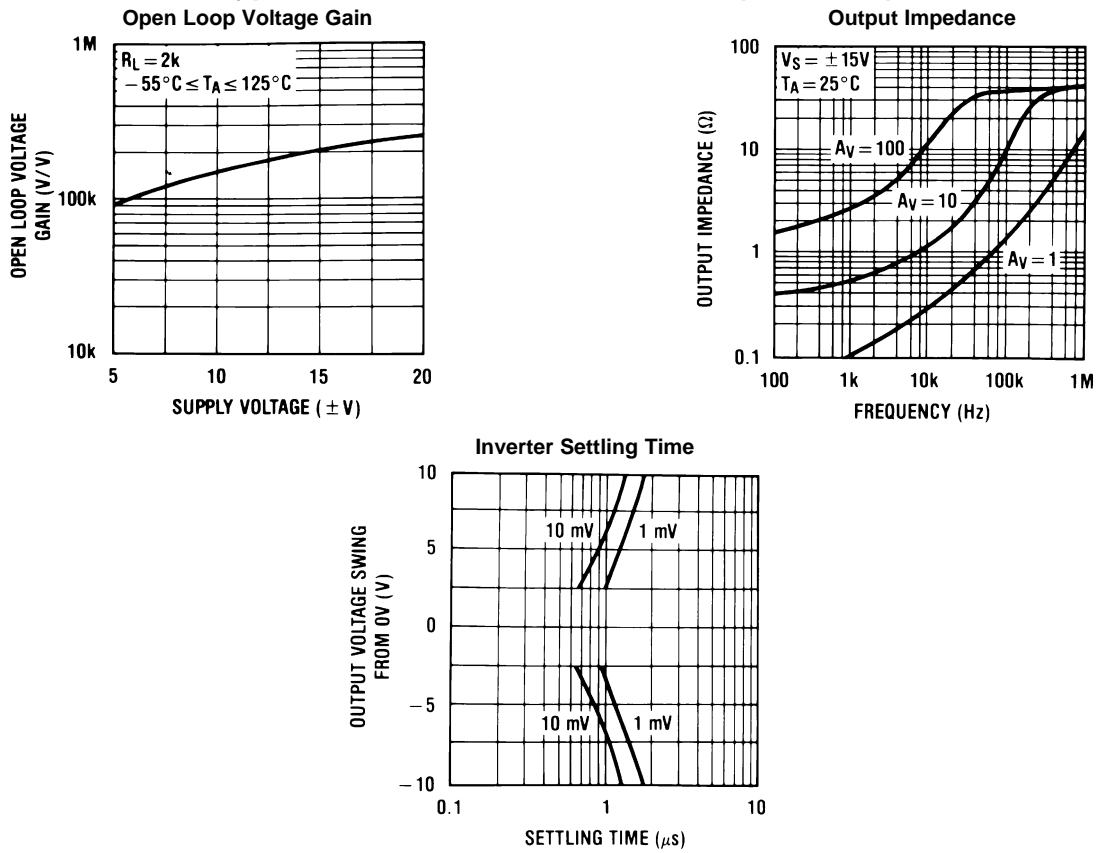 Open Loop Voltage Gain
1M
R_L = 2k
−55°C ≤ T_A ≤ 125°C
100k
10k
5
10
15
20
OPEN LOOP VOLTAGE
GAIN (V/V)
SUPPLY VOLTAGE (±V)
Output Impedance
100
V_S = ±15V
T_A = 25°C
10
1
0.1
A_V = 100
A_V = 10
A_V = 1
100
1k
10k
100k
1M
OUTPUT IMPEDANCE (Ω)
FREQUENCY (Hz)
Inverter Settling Time
10
5
0
−5
−10
10 mV
1 mV
10 mV
1 mV
0.1
1
10
OUTPUT VOLTAGE SWING
FROM 0V (V)
SETTLING TIME (μs)